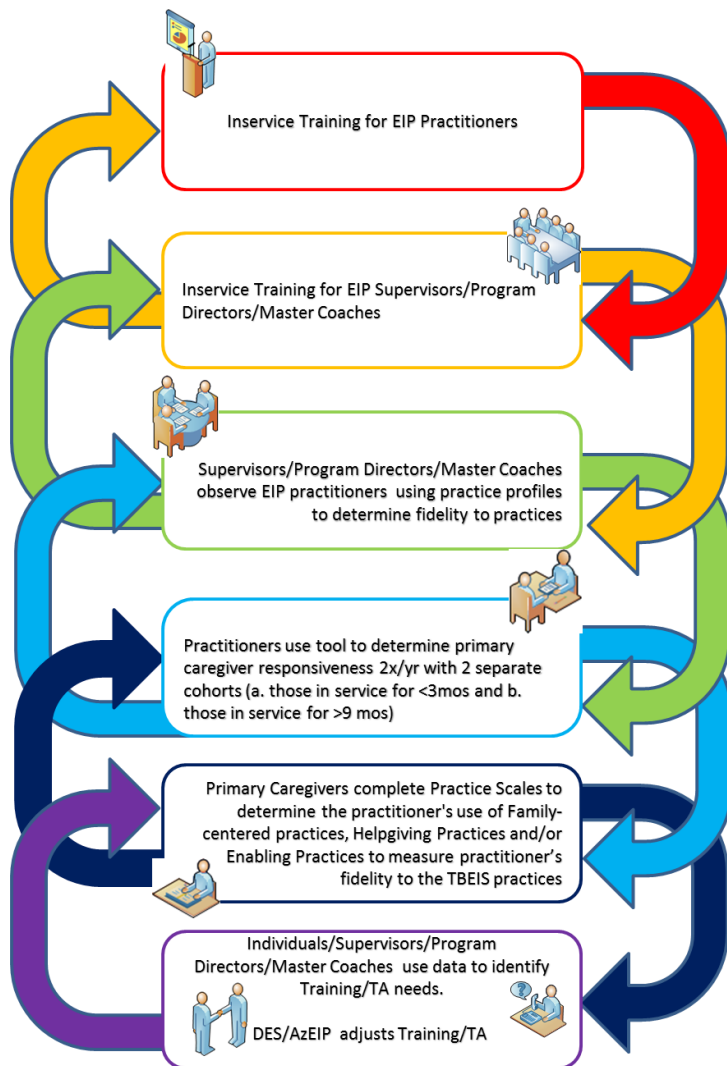 Inservice Training for EIP Practitioners
Inservice Training for EIP Supervisors/Program
Directors/Master Coaches
Supervisors/Program Directors/Master Coaches
observe EIP practitioners using practice profiles
to determine fidelity to practices
Practitioners use tool to determine primary
caregiver responsiveness 2x/yr with 2 separate
cohorts (a. those in service for <3mos and b.
those in service for >9 mos)
Primary Caregivers complete Practice Scales to
determine the practitioner's use of Family-
centered practices, Helpgiving Practices and/or
Enabling Practices to measure practitioner's
fidelity to the TBEIS practices
Individuals/Supervisors/Program
Directors/Master Coaches use data to identify
Training/TA needs.
?
DES/AzEIP adjusts Training/TA